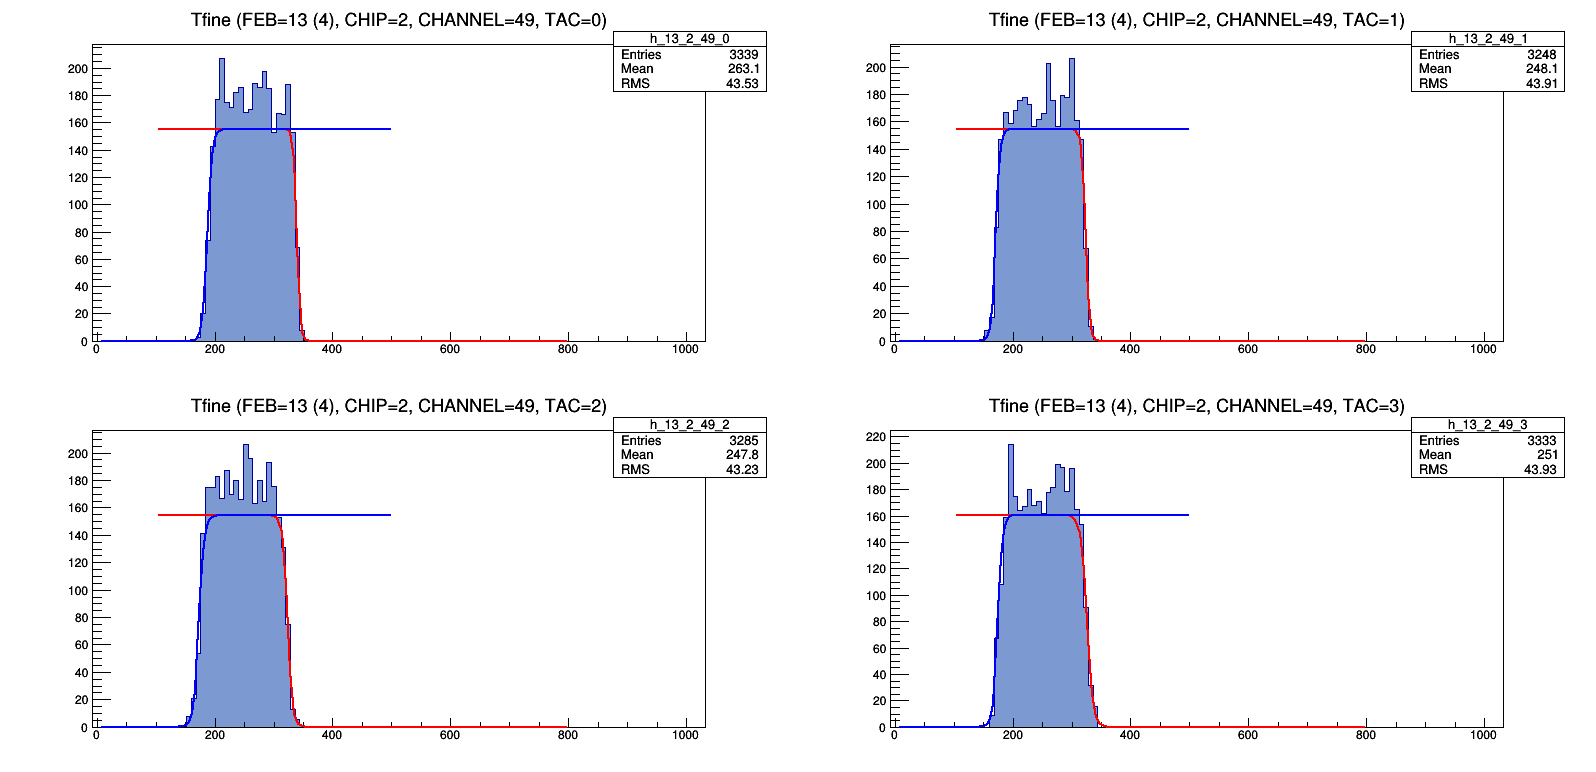 Tfine (FEB=13 (4), CHIP=2, CHANNEL=49, TAC=0)
h_13_2_49_0
Entries 3339
Mean 263.1
RMS 43.53
200
180
160
140
120
100
80
60
40
20
0
0 200 400 600 800 1000
Tfine (FEB=13 (4), CHIP=2, CHANNEL=49, TAC=1)
h_13_2_49_1
Entries 3248
Mean 248.1
RMS 43.91
200
180
160
140
120
100
80
60
40
20
0
0 200 400 600 800 1000
Tfine (FEB=13 (4), CHIP=2, CHANNEL=49, TAC=2)
h_13_2_49_2
Entries 3285
Mean 247.8
RMS 43.23
200
180
160
140
120
100
80
60
40
20
0
0 200 400 600 800 1000
Tfine (FEB=13 (4), CHIP=2, CHANNEL=49, TAC=3)
h_13_2_49_3
Entries 3333
Mean 251
RMS 43.93
220
200
180
160
140
120
100
80
60
40
20
0
0 200 400 600 800 1000